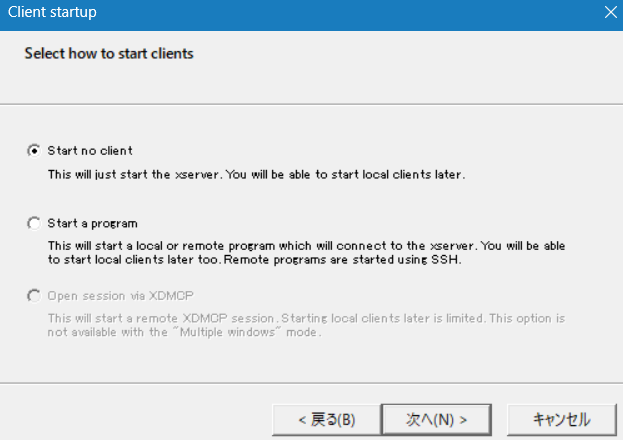 Client startup
Select how to start clients
Start no client
This will just start the xserver. You will be able to start local clients later.
Start a program
This will start a local or remote program which will connect to the xserver. You will be able
to start local clients later too. Remote programs are started using SSH.
Open session via XDMCP
This will start a remote XDMCP session. Starting local clients later is limited. This option is
not available with the "Multiple windows" mode.
< 戻る(B) 次へ(N) > キャンセル